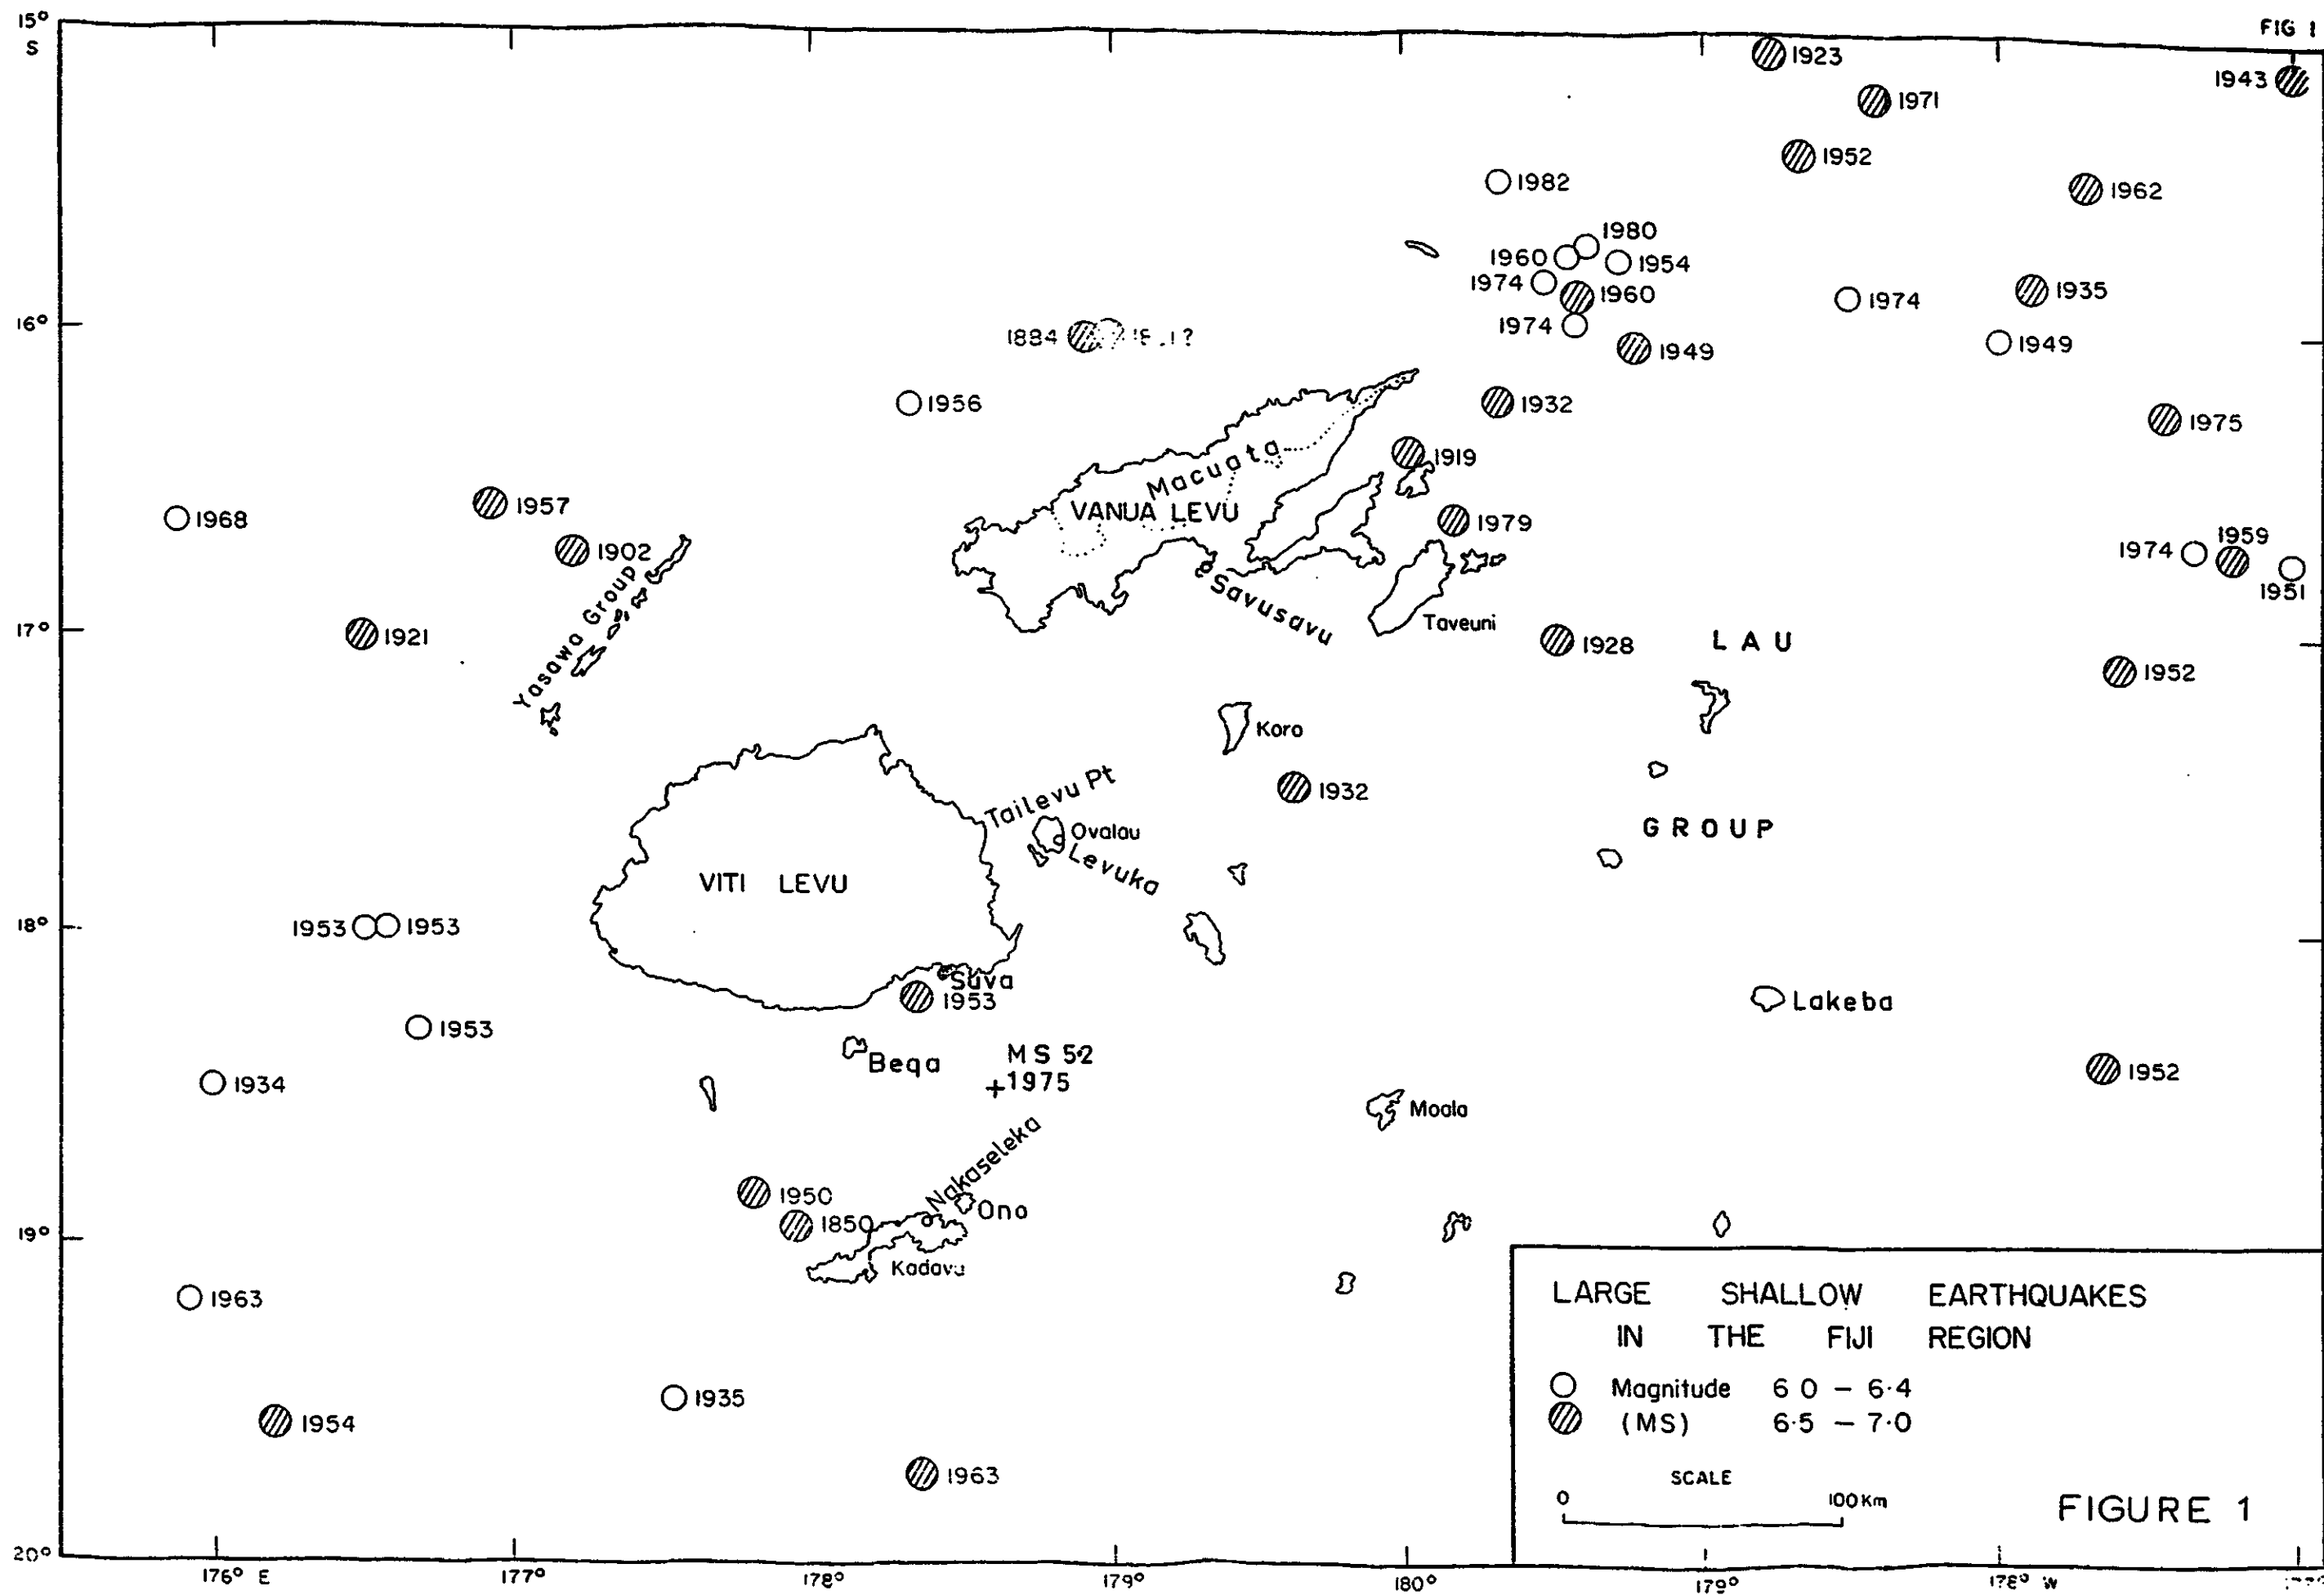 FIG 1
15°
S
1923
1943
1971
1952
1982
1962
1980
1960
1954
1974
1960
1974
1935
16°
1974
1884
1949
1949
1956
1932
1975
1919
Macuata
VANUA LEVU
1968
1957
1979
1902
1959
1974
1951
Savusavu
Yasawa Group
17°
1921
Taveuni
1928
LAU
1952
Koro
Tailevu Pt
1932
Ovalau
GROUP
Levuka
VITI LEVU
18°
1953
1953
Suva
1953
Lakeba
1953
MS 5·2
Beqa
1975
1934
1952
Moala
Nakaseleka
1950
Ono
1850
19°
Kadavu
1963
LARGE SHALLOW EARTHQUAKES
IN THE FIJI REGION
Magnitude 6 0 – 6·4
(MS) 6·5 – 7·0
1935
1954
1963
SCALE
0 100 Km
FIGURE 1
20°
176° E
177°
178°
179°
180°
179°
178° W